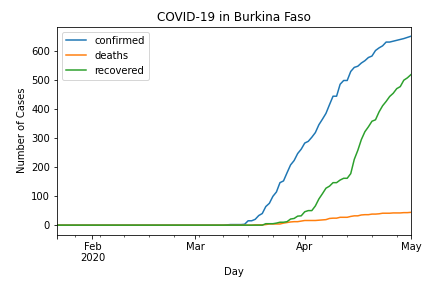 COVID-19 in Burkina Faso
confirmed
deaths
recovered
Number of Cases
600
500
400
300
200
100
0
Feb
2020
Mar
Apr
May
Day